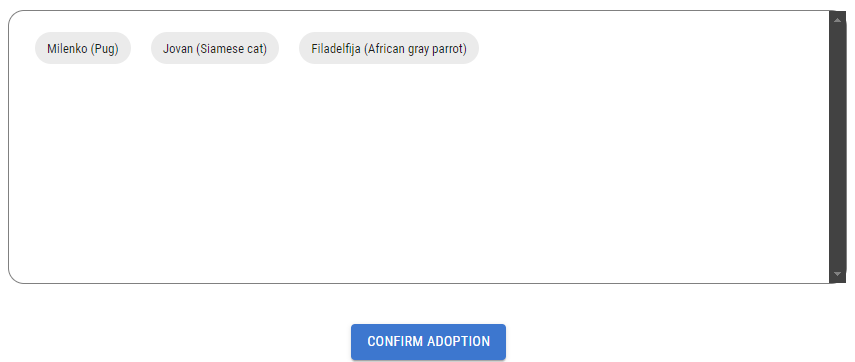 Milenko (Pug) Jovan (Siamese cat) Filadelfija (African gray parrot)
CONFIRM ADOPTION